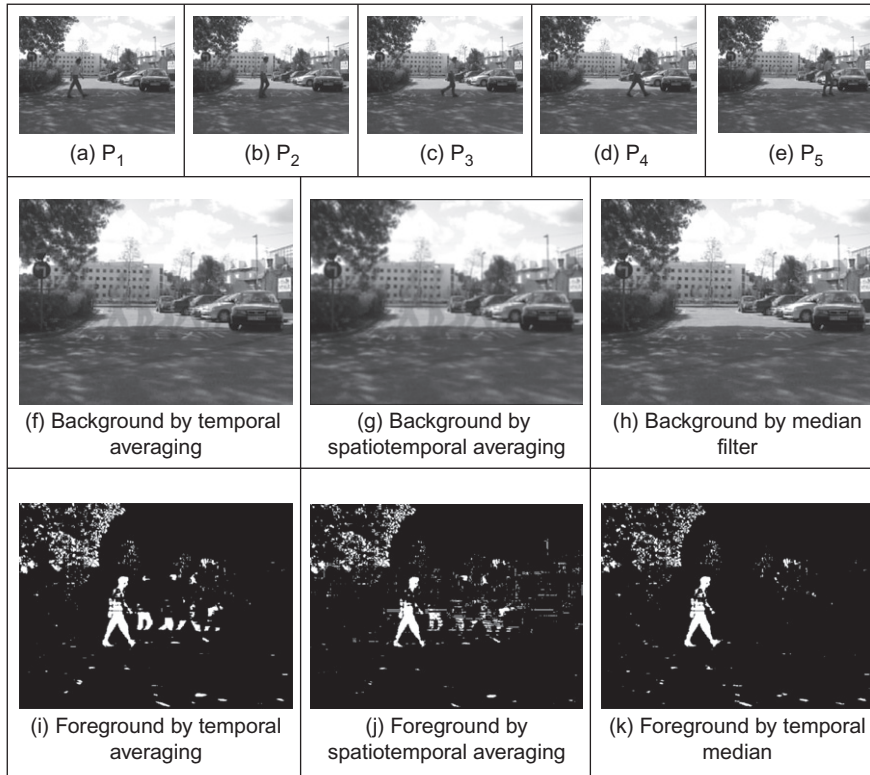 (a) P1
(b) P2
(c) P3
(d) P4
(e) P5
(f) Background by temporal
averaging
(g) Background by
spatiotemporal averaging
(h) Background by median
filter
(i) Foreground by temporal
averaging
(j) Foreground by
spatiotemporal averaging
(k) Foreground by temporal
median